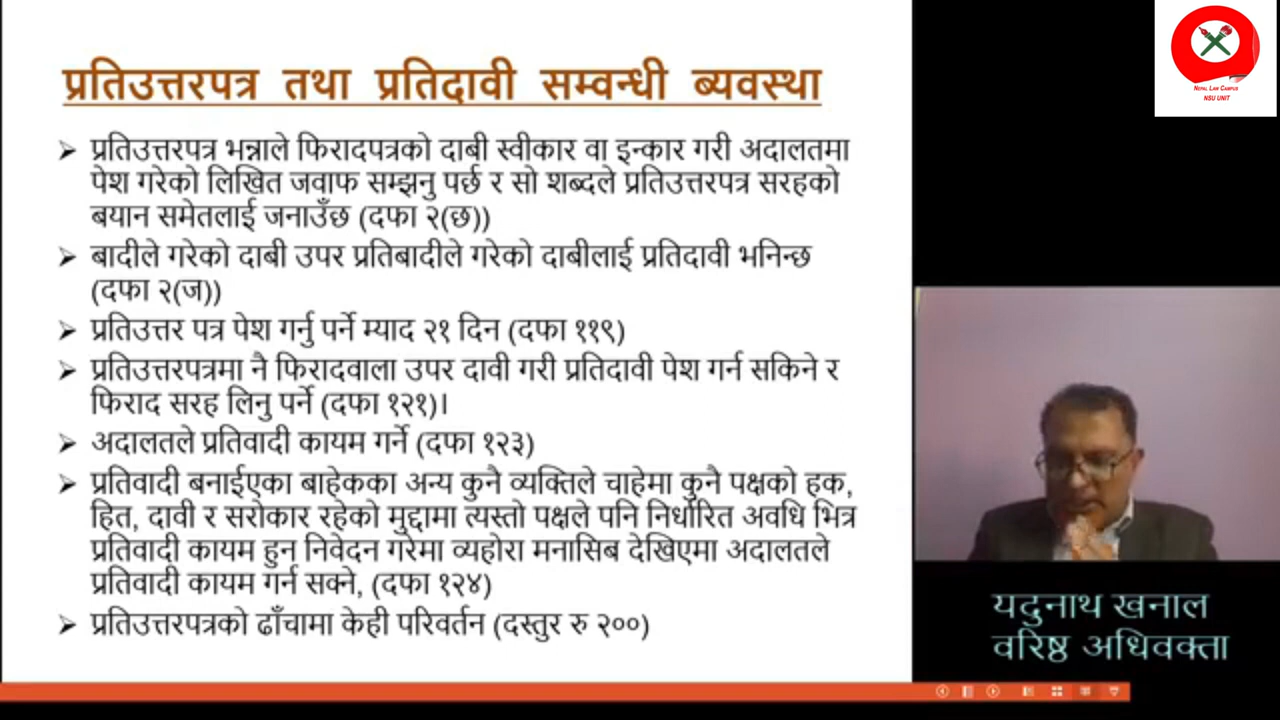 प्रतिउत्तरपत्र तथा प्रतिदावी सम्वन्धी ब्यवस्था
➢ प्रतिउत्तरपत्र भन्नाले फिरादपत्रको दाबी स्वीकार वा इन्कार गरी अदालतमा
पेश गरेको लिखित जवाफ सम्झनु पर्छ र सो शब्दले प्रतिउत्तरपत्र सरहको
बयान समेतलाई जनाउँछ (दफा २(छ))
➢ बादीले गरेको दाबी उपर प्रतिबादीले गरेको दाबीलाई प्रतिदावी भनिन्छ
(दफा २(ज))
➢ प्रतिउत्तर पत्र पेश गर्नु पर्ने म्याद २१ दिन (दफा ११९)
➢ प्रतिउत्तरपत्रमा नै फिरादवाला उपर दावी गरी प्रतिदावी पेश गर्न सकिने र
फिराद सरह लिनु पर्ने (दफा १२१)।
➢ अदालतले प्रतिवादी कायम गर्ने (दफा १२३)
➢ प्रतिवादी बनाईएका बाहेकका अन्य कुनै व्यक्तिले चाहेमा कुनै पक्षको हक,
हित, दावी र सरोकार रहेको मुद्दामा त्यस्तो पक्षले पनि निर्धारित अवधि भित्र
प्रतिवादी कायम हुन निवेदन गरेमा व्यहोरा मनासिब देखिएमा अदालतले
प्रतिवादी कायम गर्न सक्ने, (दफा १२४)
➢ प्रतिउत्तरपत्रको ढाँचामा केही परिवर्तन (दस्तुर रु २००)
NEPAL LAW CAMPUS
NSU UNIT
यदुनाथ खनाल
वरिष्ठ अधिवक्ता